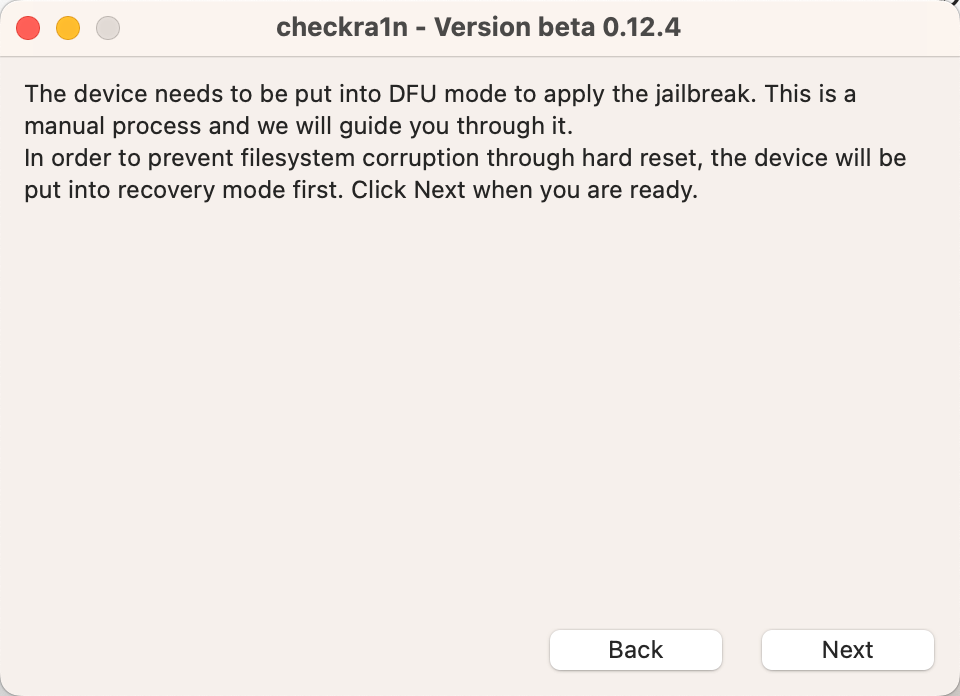 checkra1n - Version beta 0.12.4
The device needs to be put into DFU mode to apply the jailbreak. This is a
manual process and we will guide you through it.
In order to prevent filesystem corruption through hard reset, the device will be
put into recovery mode first. Click Next when you are ready.
Back
Next